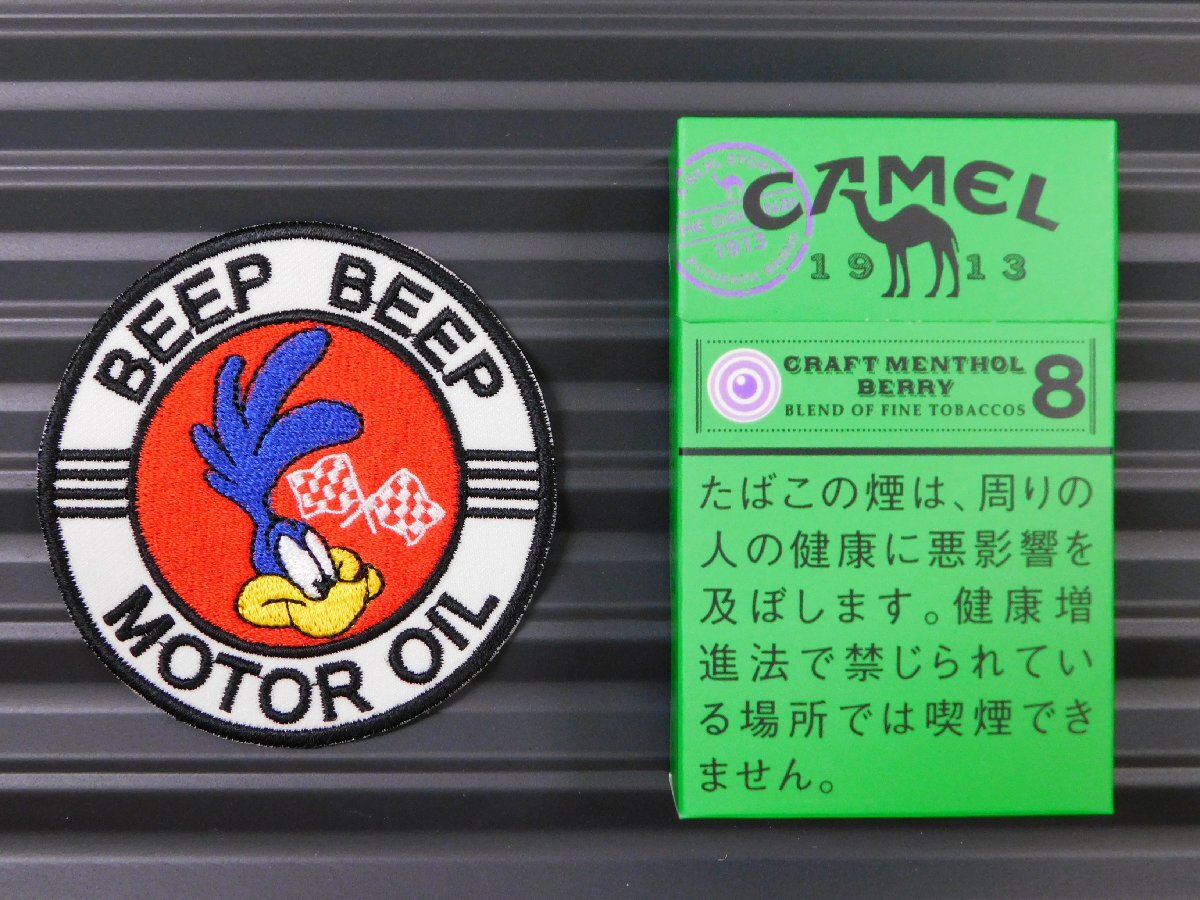 BEEP BEEP
MOTOR OIL
CAMEL
1913
1913
CRAFT MENTHOL
BERRY
BLEND OF FINE TOBACCOS
8
たばこの煙は、周りの
人の健康に悪影響を
及ぼします。健康増
進法で禁じられてい
る場所では喫煙でき
ません。